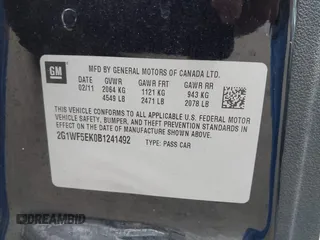 GM
MFD BY GENERAL MOTORS OF CANADA LTD.
DATE GVWR GAWR FRT GAWR RR
02/11 2064 KG 1121 KG 943 KG
4549 LB 2471 LB 2078 LB
THIS VEHICLE CONFORMS TO ALL APPLICABLE U.S. FEDERAL MOTOR
VEHICLE SAFETY, BUMPER, AND THEFT PREVENTION STANDARDS IN
EFFECT ON THE DATE OF MANUFACTURE SHOWN ABOVE.
2G1WF5EK0B1241492 TYPE: PASS CAR
DREAMBID